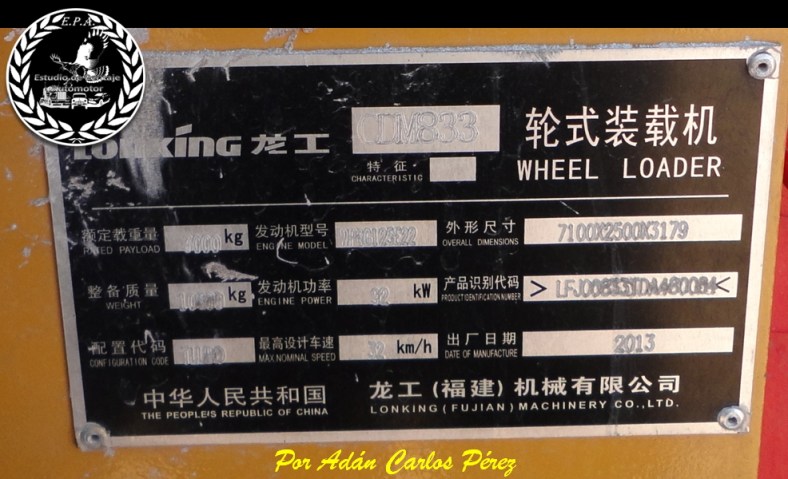 E.P.A.
Estudio de Automotor
LONKING 龙工 CDM833 轮式装载机
特征 CHARACTERISTIC WHEEL LOADER
额定载重量 RATED PAYLOAD kg 发动机型号 ENGINE MODEL 外形尺寸 OVERALL DIMENSIONS 7100X2500X3179
整备质量 WEIGHT kg 发动机功率 ENGINE POWER 92 kW 产品识别代码 PRODUCT IDENTIFICATION NUMBER > <
配置代码 CONFIGURATION CODE 最高设计车速 MAX.NOMINAL SPEED 32 km/h 出厂日期 DATE OF MANUFACTURE 2013
中华人民共和国 龙工(福建)机械有限公司
THE PEOPLE'S REPUBLIC OF CHINA LONKING (FUJIAN) MACHINERY CO.,LTD.
Por Adán Carlos Pérez